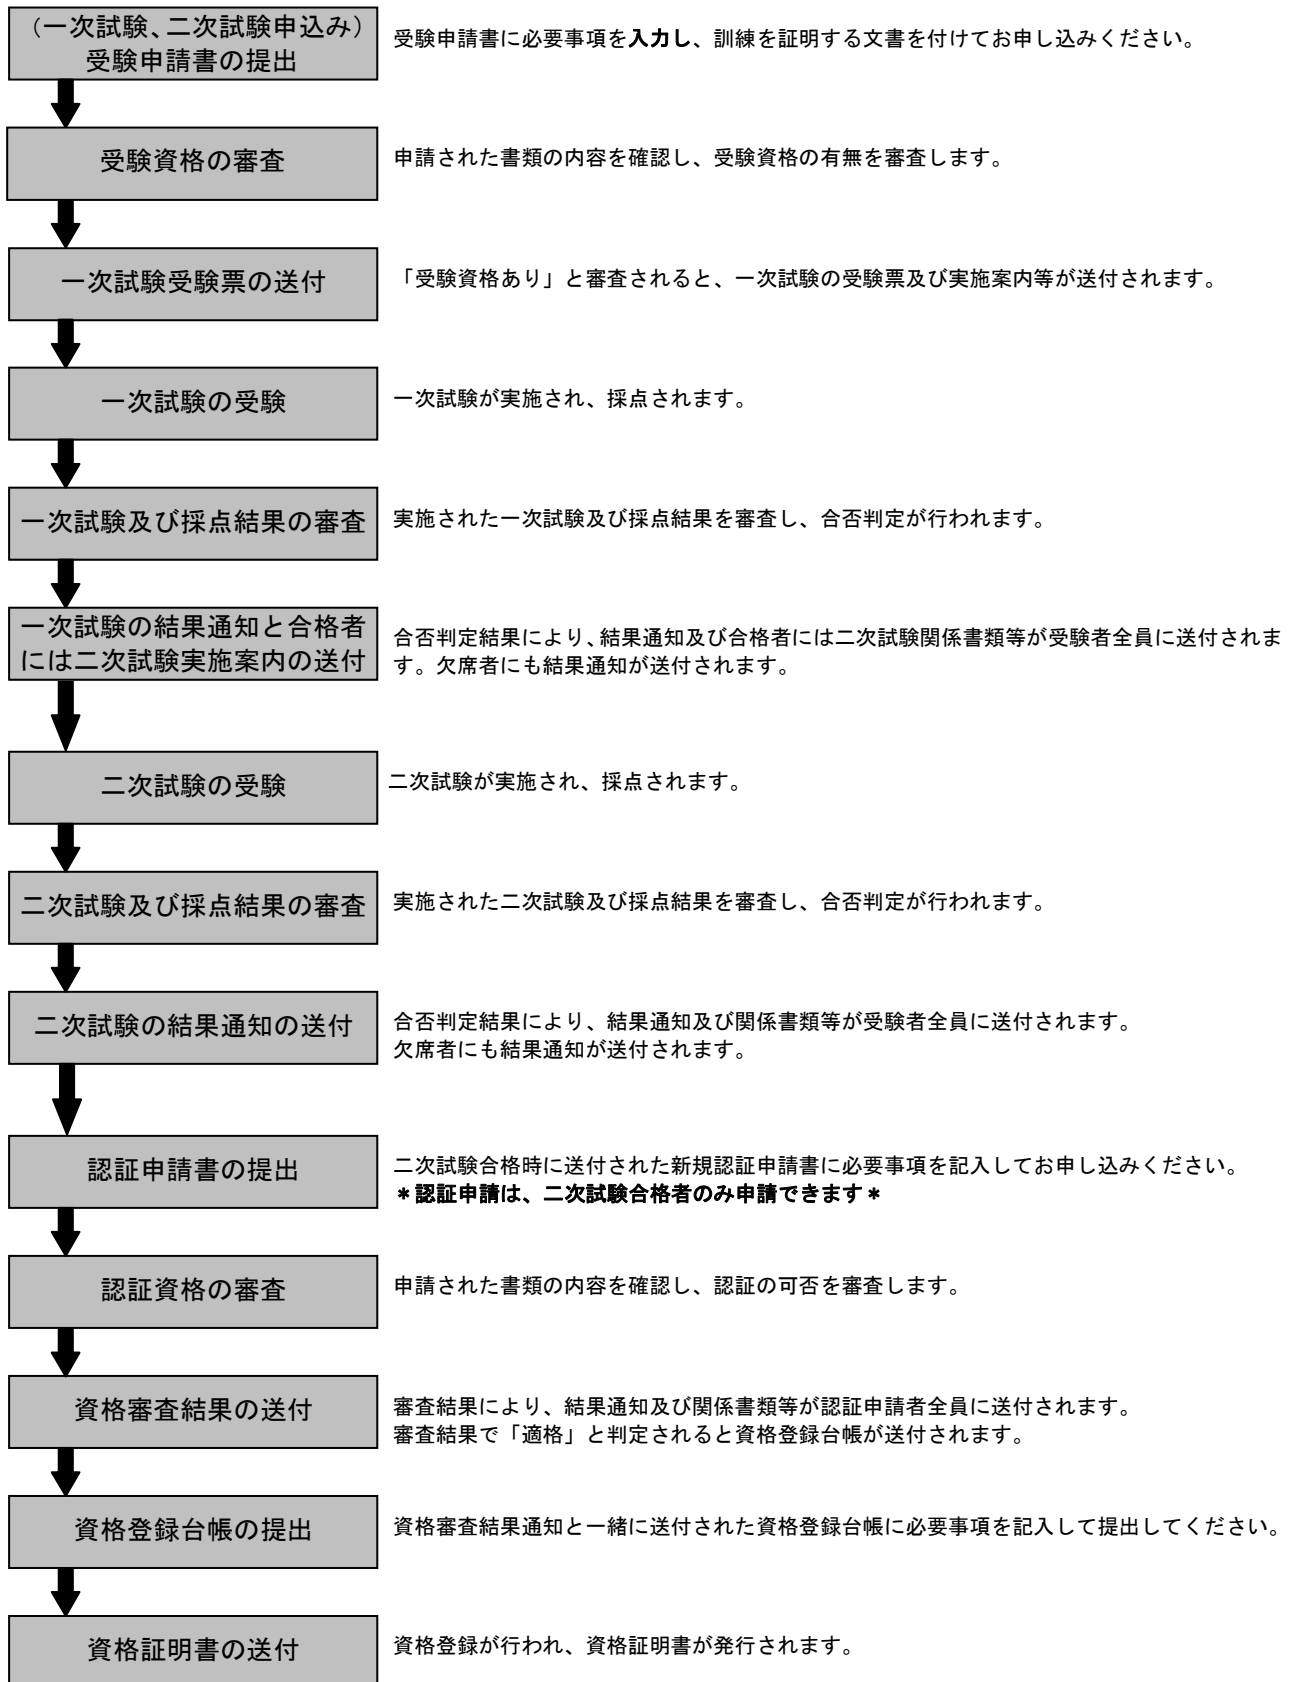 （一次試験、二次試験申込み）
受験申請書の提出
受験申請書に必要事項を入力し、訓練を証明する文書を付けてお申し込みください。
受験資格の審査
申請された書類の内容を確認し、受験資格の有無を審査します。
一次試験受験票の送付
「受験資格あり」と審査されると、一次試験の受験票及び実施案内等が送付されます。
一次試験の受験
一次試験が実施され、採点されます。
一次試験及び採点結果の審査
実施された一次試験及び採点結果を審査し、合否判定が行われます。
一次試験の結果通知と合格者
には二次試験実施案内の送付
合否判定結果により、結果通知及び合格者には二次試験関係書類等が受験者全員に送付されま
す。欠席者にも結果通知が送付されます。
二次試験の受験
二次試験が実施され、採点されます。
二次試験及び採点結果の審査
実施された二次試験及び採点結果を審査し、合否判定が行われます。
二次試験の結果通知の送付
合否判定結果により、結果通知及び関係書類等が受験者全員に送付されます。
欠席者にも結果通知が送付されます。
認証申請書の提出
二次試験合格時に送付された新規認証申請書に必要事項を記入してお申し込みください。
＊認証申請は、二次試験合格者のみ申請できます＊
認証資格の審査
申請された書類の内容を確認し、認証の可否を審査します。
資格審査結果の送付
審査結果により、結果通知及び関係書類等が認証申請者全員に送付されます。
審査結果で「適格」と判定されると資格登録台帳が送付されます。
資格登録台帳の提出
資格審査結果通知と一緒に送付された資格登録台帳に必要事項を記入して提出してください。
資格証明書の送付
資格登録が行われ、資格証明書が発行されます。